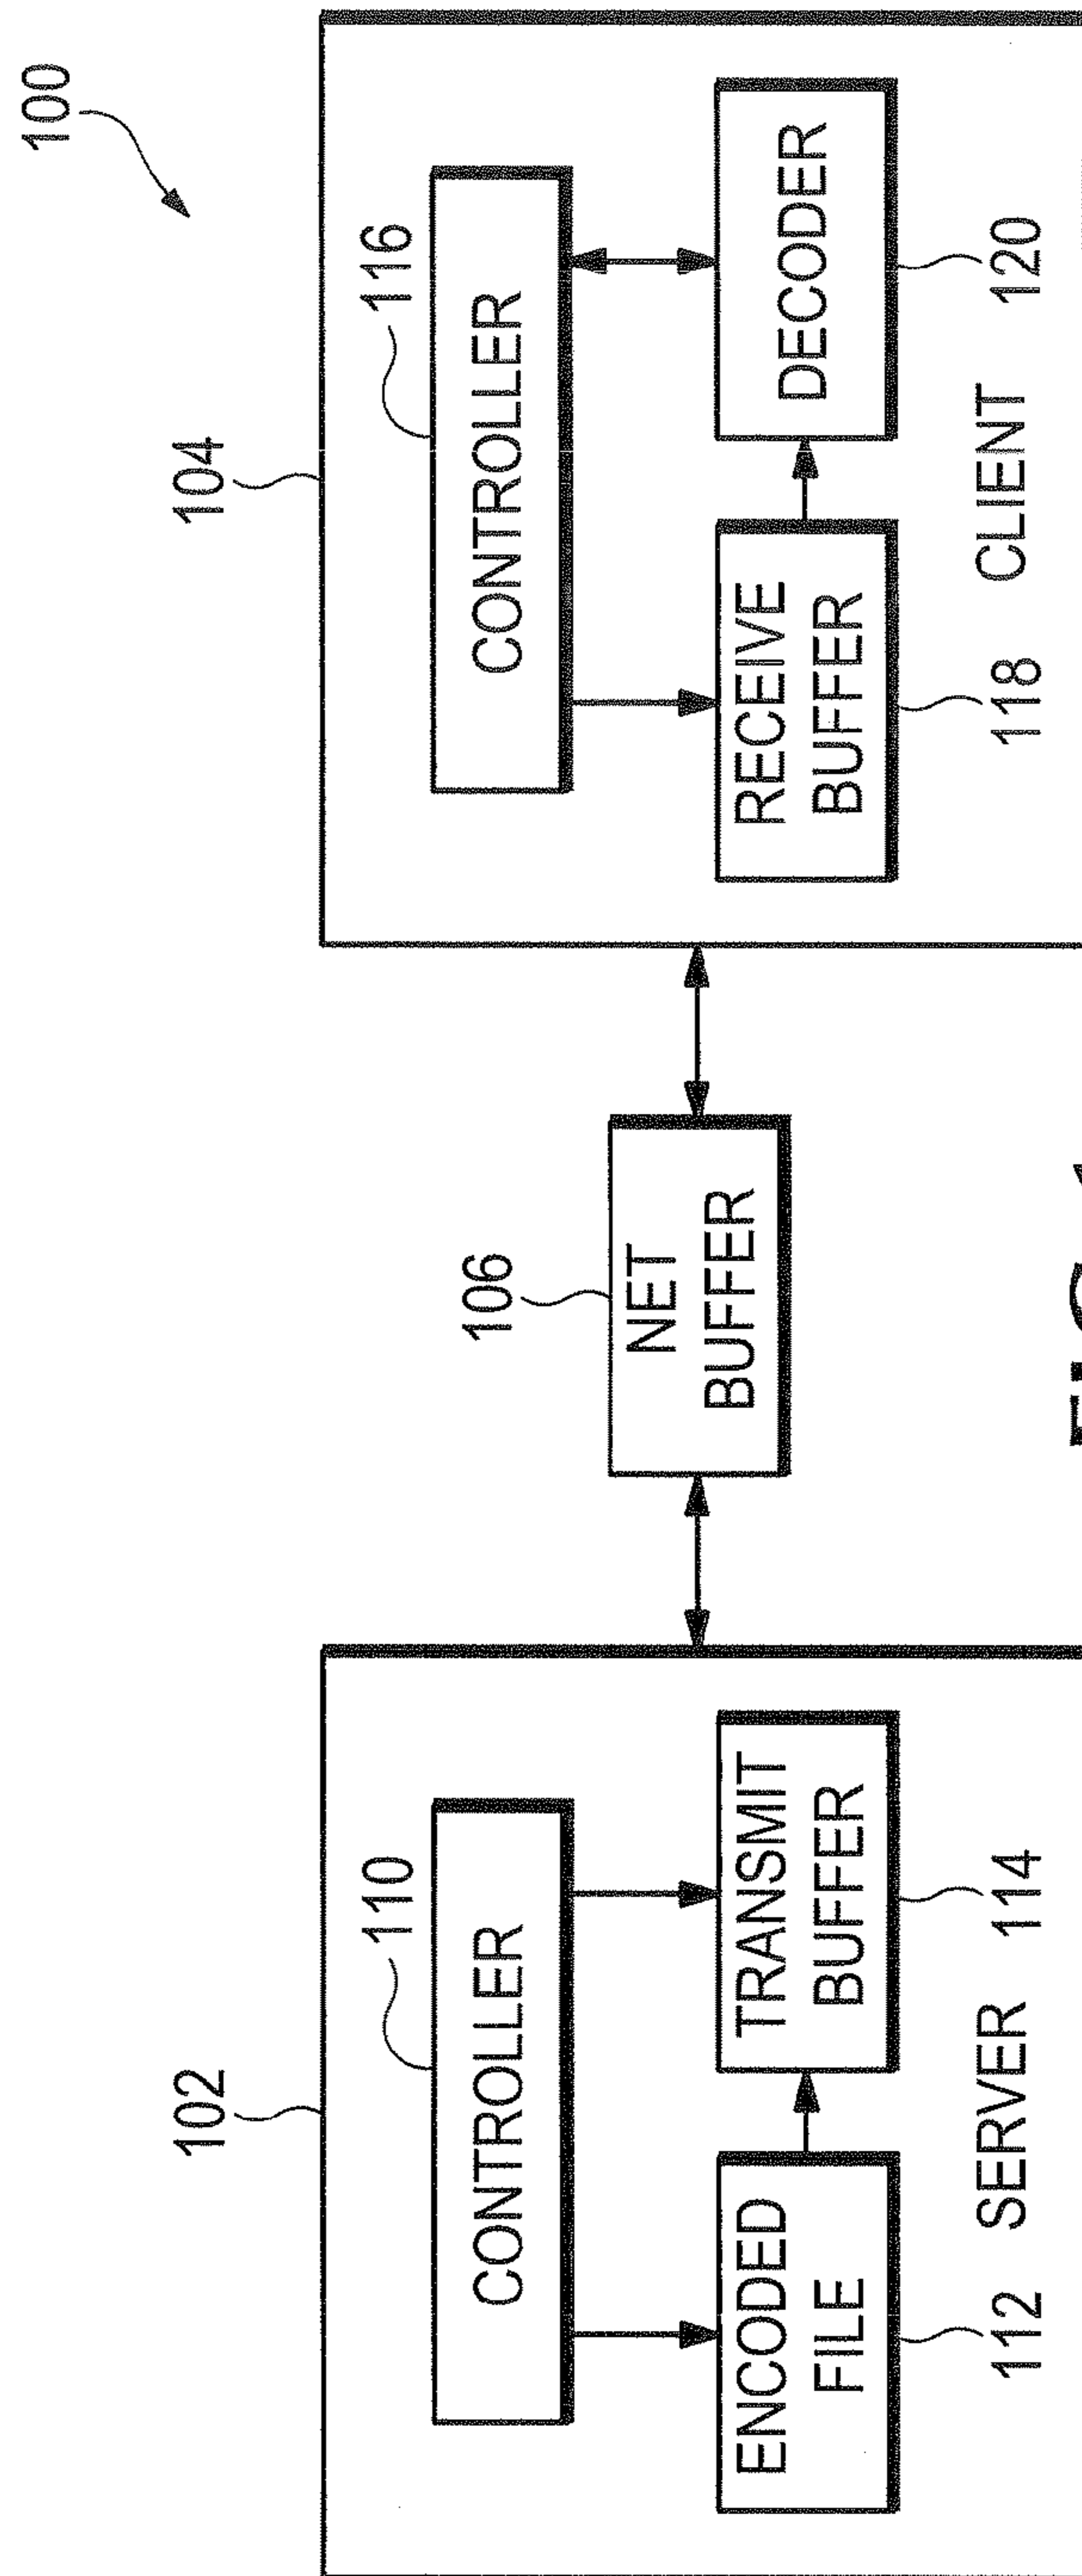 100
102
104
106
110
CONTROLLER
116
CONTROLLER
NET
BUFFER
ENCODED
FILE
TRANSMIT
BUFFER
RECEIVE
BUFFER
DECODER
112
SERVER
114
118
CLIENT
120